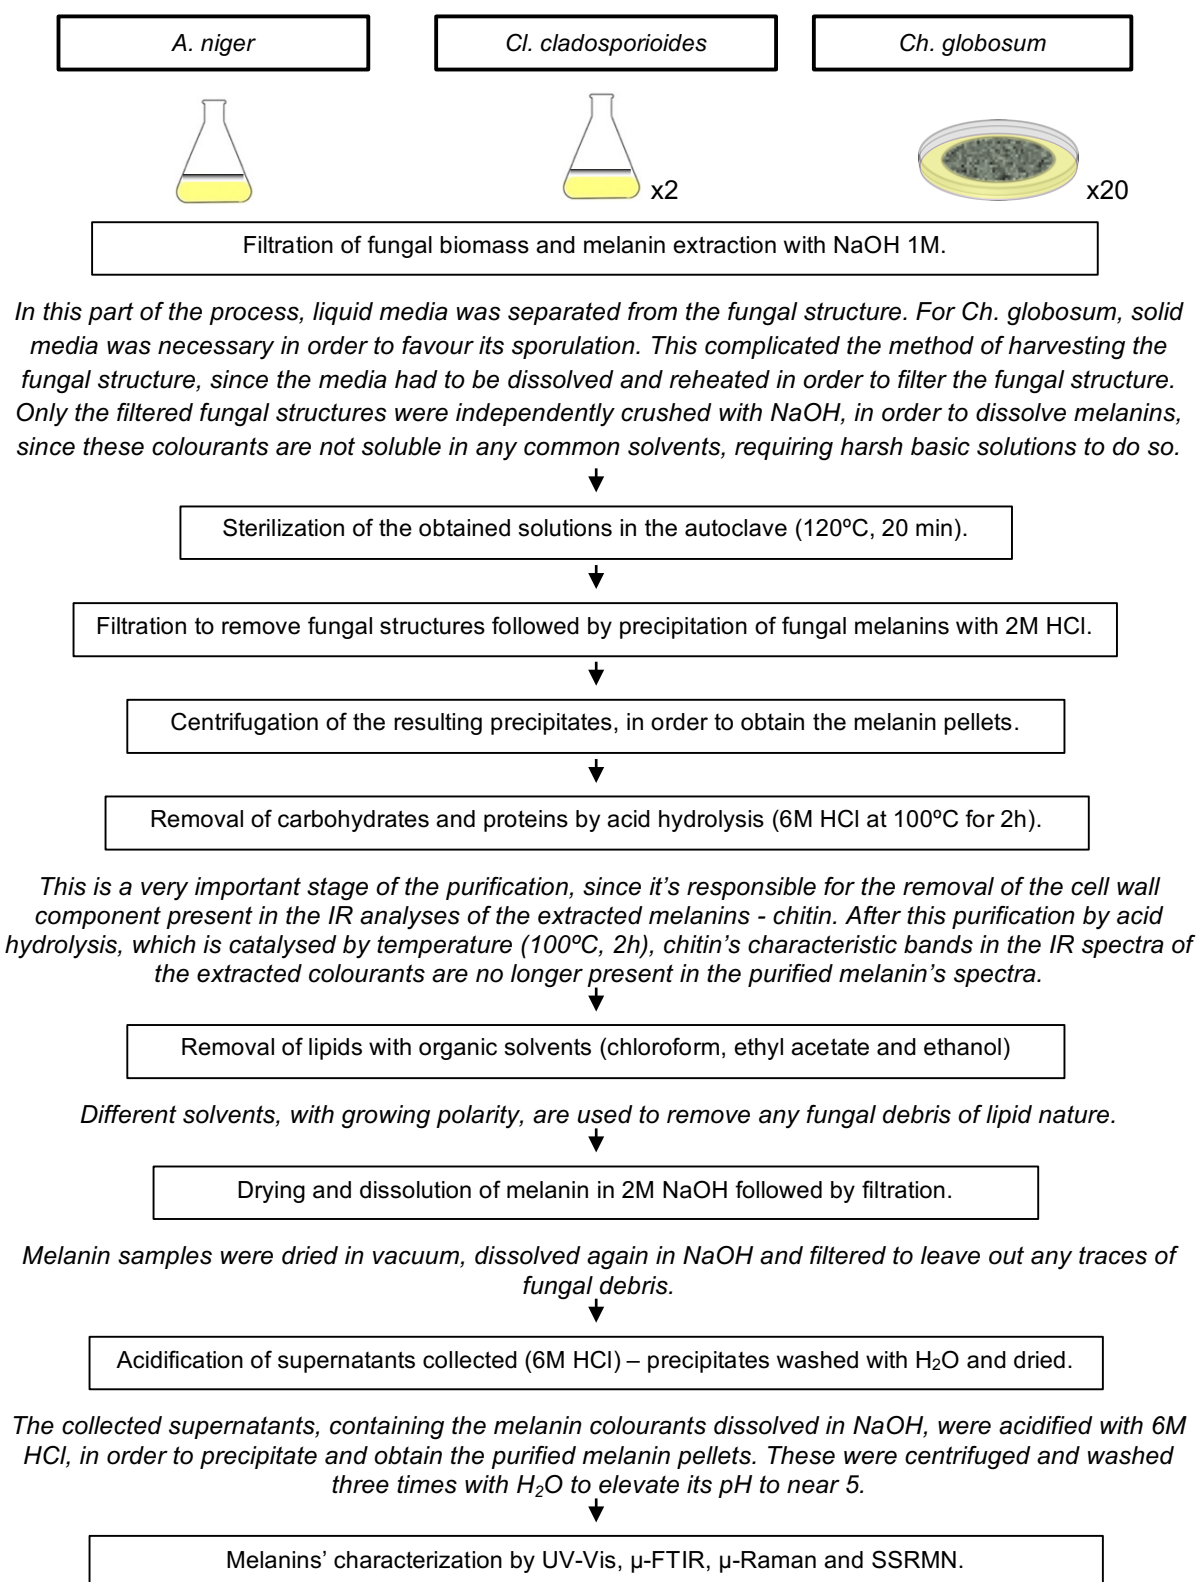 A. niger
Cl. cladosporioides
Ch. globosum
x2
x20
Filtration of fungal biomass and melanin extraction with NaOH 1M.
In this part of the process, liquid media was separated from the fungal structure. For Ch. globosum, solid
media was necessary in order to favour its sporulation. This complicated the method of harvesting the
fungal structure, since the media had to be dissolved and reheated in order to filter the fungal structure.
Only the filtered fungal structures were independently crushed with NaOH, in order to dissolve melanins,
since these colourants are not soluble in any common solvents, requiring harsh basic solutions to do so.
Sterilization of the obtained solutions in the autoclave (120ºC, 20 min).
Filtration to remove fungal structures followed by precipitation of fungal melanins with 2M HCl.
Centrifugation of the resulting precipitates, in order to obtain the melanin pellets.
Removal of carbohydrates and proteins by acid hydrolysis (6M HCl at 100ºC for 2h).
This is a very important stage of the purification, since it’s responsible for the removal of the cell wall
component present in the IR analyses of the extracted melanins - chitin. After this purification by acid
hydrolysis, which is catalysed by temperature (100ºC, 2h), chitin’s characteristic bands in the IR spectra of
the extracted colourants are no longer present in the purified melanin’s spectra.
Removal of lipids with organic solvents (chloroform, ethyl acetate and ethanol)
Different solvents, with growing polarity, are used to remove any fungal debris of lipid nature.
Drying and dissolution of melanin in 2M NaOH followed by filtration.
Melanin samples were dried in vacuum, dissolved again in NaOH and filtered to leave out any traces of
fungal debris.
Acidification of supernatants collected (6M HCl) – precipitates washed with H₂O and dried.
The collected supernatants, containing the melanin colourants dissolved in NaOH, were acidified with 6M
HCl, in order to precipitate and obtain the purified melanin pellets. These were centrifuged and washed
three times with H₂O to elevate its pH to near 5.
Melanins’ characterization by UV-Vis, µ-FTIR, µ-Raman and SSRMN.